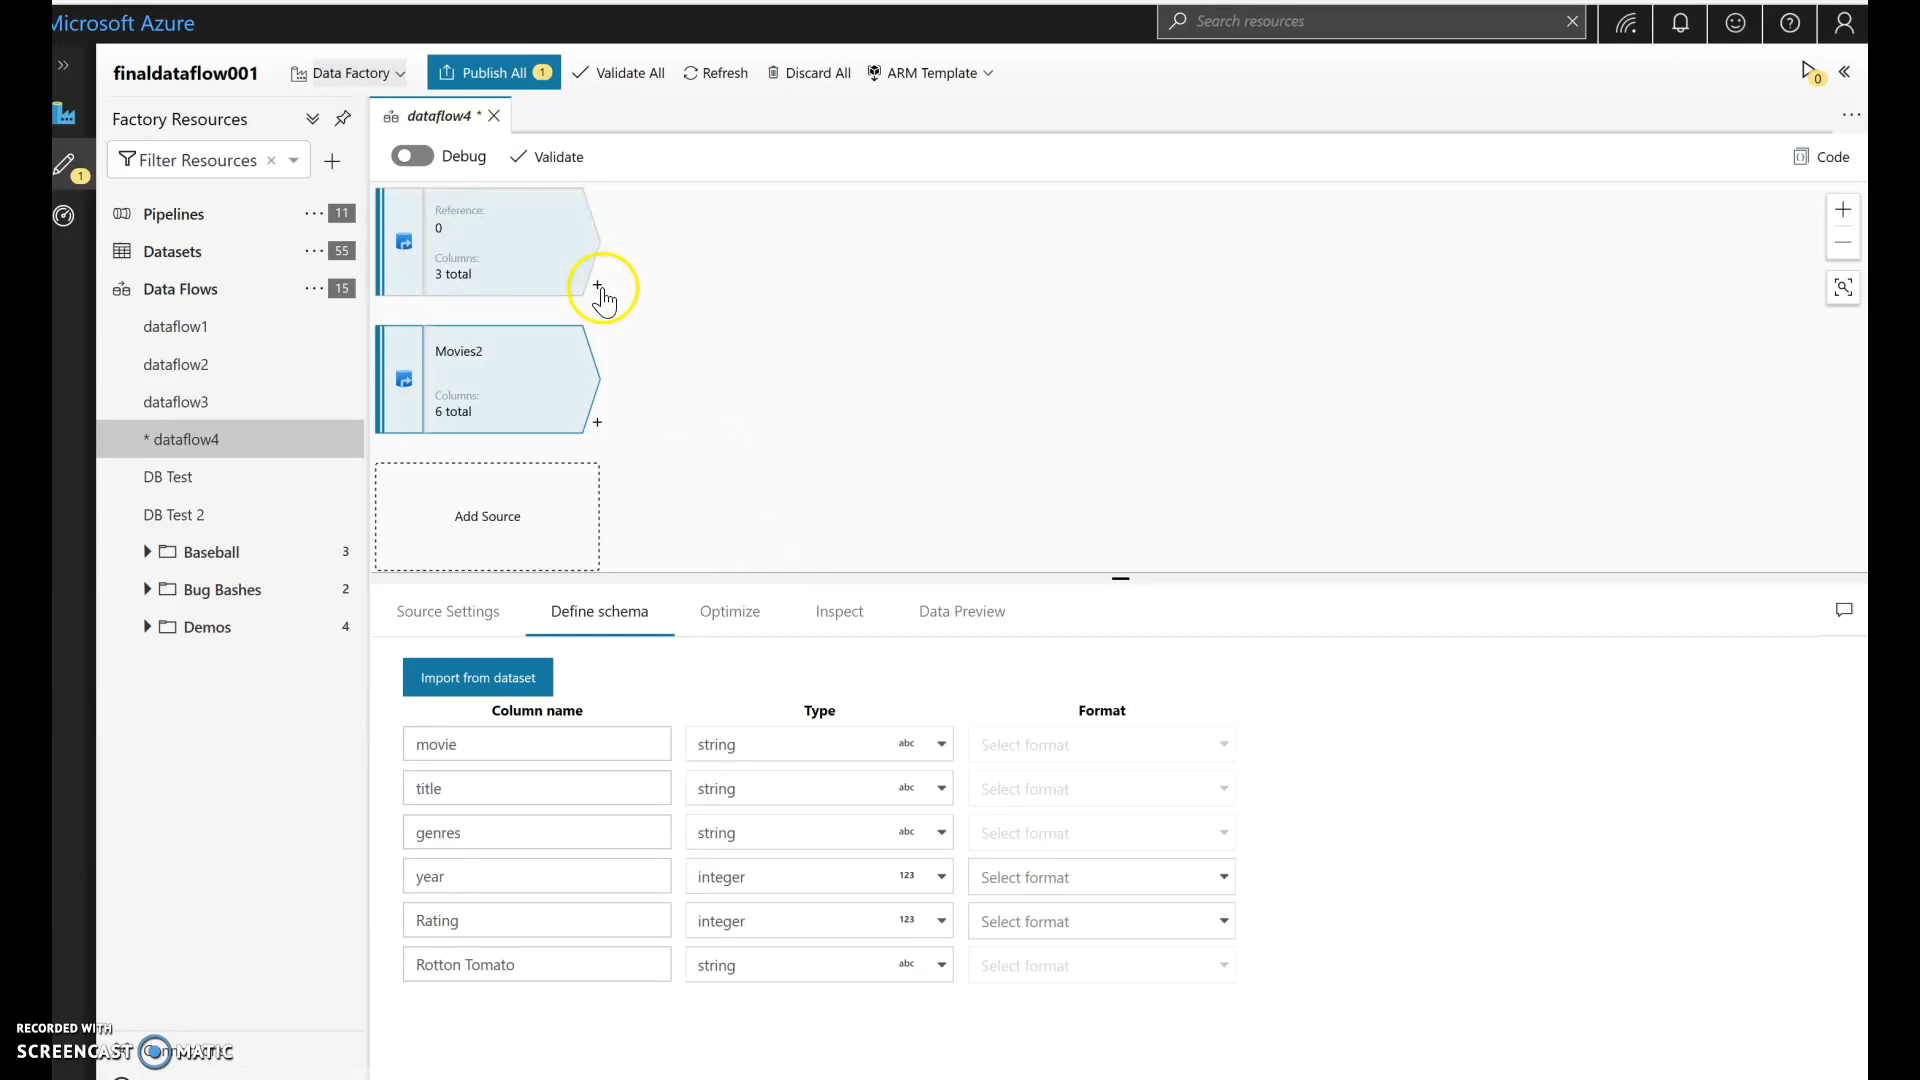 Microsoft Azure
Search resources
finaldataflow001
Data Factory
Publish All 1
Validate All
Refresh
Discard All
ARM Template
0
Factory Resources
dataflow4 *
Filter Resources
Debug
Validate
Code
1
Pipelines 11
Datasets 55
Data Flows 15
dataflow1
dataflow2
dataflow3
* dataflow4
DB Test
DB Test 2
Baseball 3
Bug Bashes 2
Demos 4
Reference:
0
Columns:
3 total
Movies2
Columns:
6 total
Add Source
Source Settings
Define schema
Optimize
Inspect
Data Preview
Import from dataset
Column name Type Format
movie string abc Select format
title string abc Select format
genres string abc Select format
year integer 123 Select format
Rating integer 123 Select format
Rotton Tomato string abc Select format
RECORDED WITH
SCREENCAST MATIC